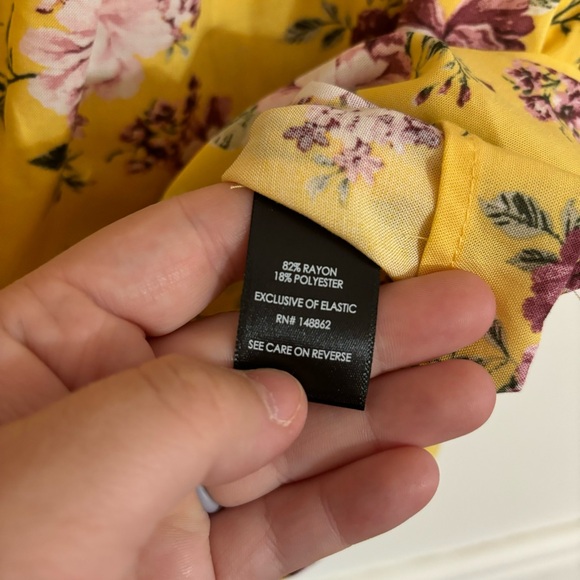 82% RAYON
18% POLYESTER
EXCLUSIVE OF ELASTIC
RN# 148862
SEE CARE ON REVERSE